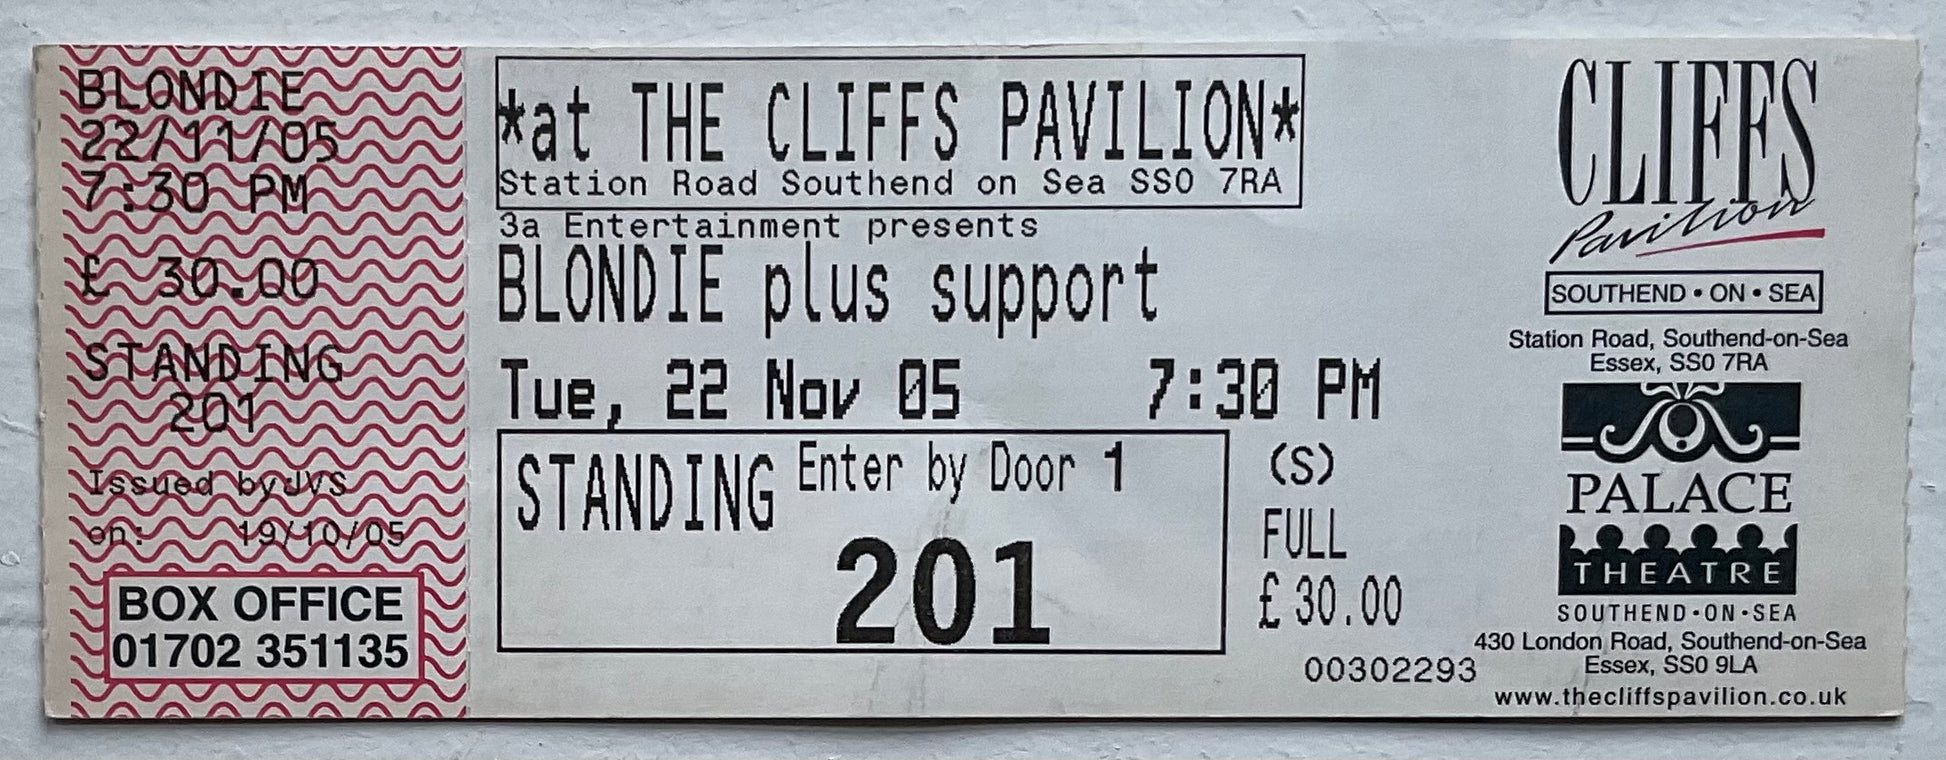 BLONDIE
22/11/05
7:30 PM
£ 30.00
STANDING
201
Issued by JVS
on: 19/10/05
BOX OFFICE
01702 351135
*at THE CLIFFS PAVILION*
Station Road Southend on Sea SS0 7RA
3a Entertainment presents
BLONDIE plus support
Tue, 22 Nov 05 7:30 PM
STANDING Enter by Door 1
201
(S)
FULL
£ 30.00
00302293
CLIFFS
Pavilion
SOUTHEND • ON • SEA
Station Road, Southend-on-Sea
Essex, SS0 7RA
PALACE
THEATRE
SOUTHEND·ON·SEA
430 London Road, Southend-on-Sea
Essex, SS0 9LA
www.thecliffspavilion.co.uk